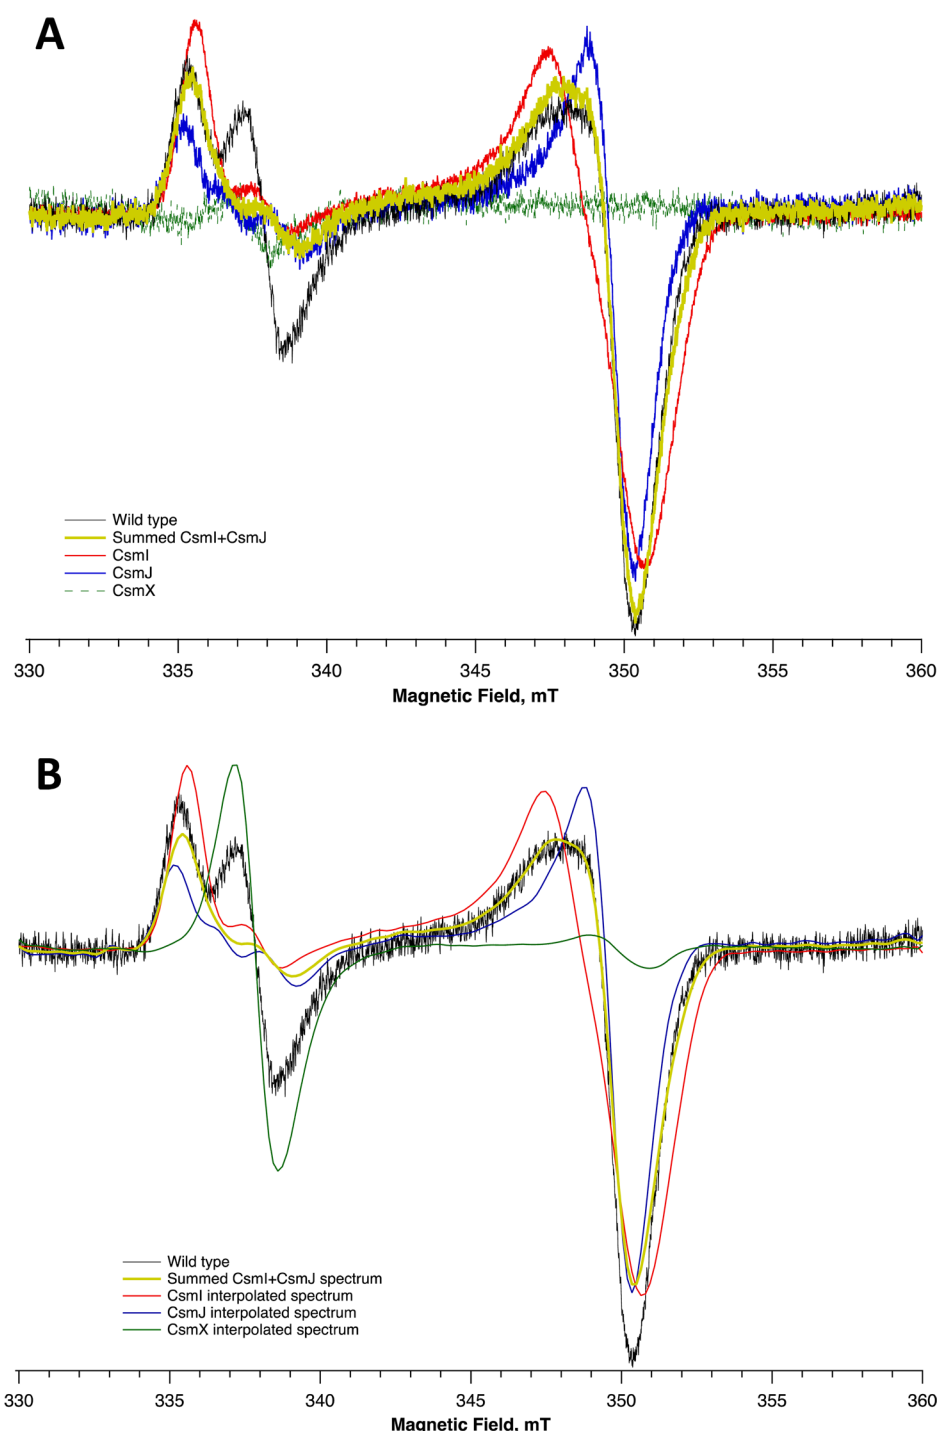 A
Wild type
Summed CsmI+CsmJ
CsmI
CsmJ
CsmX
330 335 340 345 350 355 360
Magnetic Field, mT
B
Wild type
Summed CsmI+CsmJ spectrum
CsmI interpolated spectrum
CsmJ interpolated spectrum
CsmX interpolated spectrum
330 335 340 345 350 355 360
Magnetic Field, mT